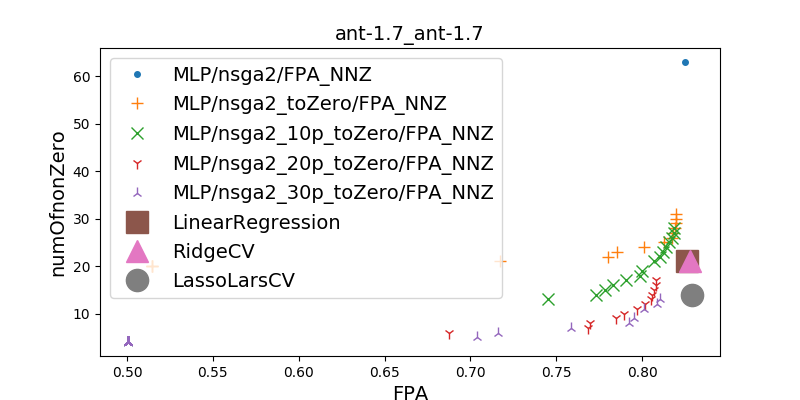 ant-1.7_ant-1.7
numOfnonZero
60
50
40
30
20
10
MLP/nsga2/FPA_NNZ
MLP/nsga2_toZero/FPA_NNZ
MLP/nsga2_10p_toZero/FPA_NNZ
MLP/nsga2_20p_toZero/FPA_NNZ
MLP/nsga2_30p_toZero/FPA_NNZ
LinearRegression
RidgeCV
LassoLarsCV
0.50 0.55 0.60 0.65 0.70 0.75 0.80
FPA